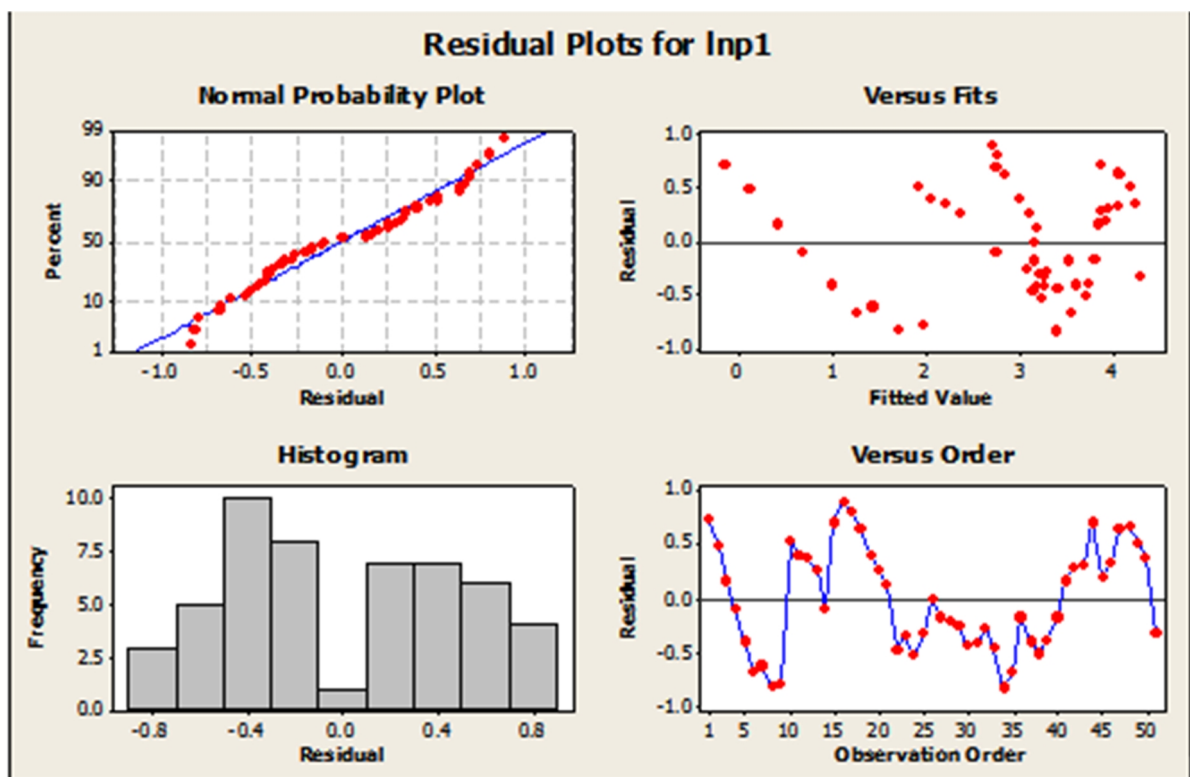 Residual Plots for lnp1
Normal Probability Plot
99
90
50
10
1
Percent
-1.0 -0.5 0.0 0.5 1.0
Residual
Versus Fits
1.0
0.5
0.0
-0.5
-1.0
Residual
0 1 2 3 4
Fitted Value
Histogram
10.0
7.5
5.0
2.5
0.0
Frequency
-0.8 -0.4 0.0 0.4 0.8
Residual
Versus Order
1.0
0.5
0.0
-0.5
-1.0
Residual
1 5 10 15 20 25 30 35 40 45 50
Observation Order